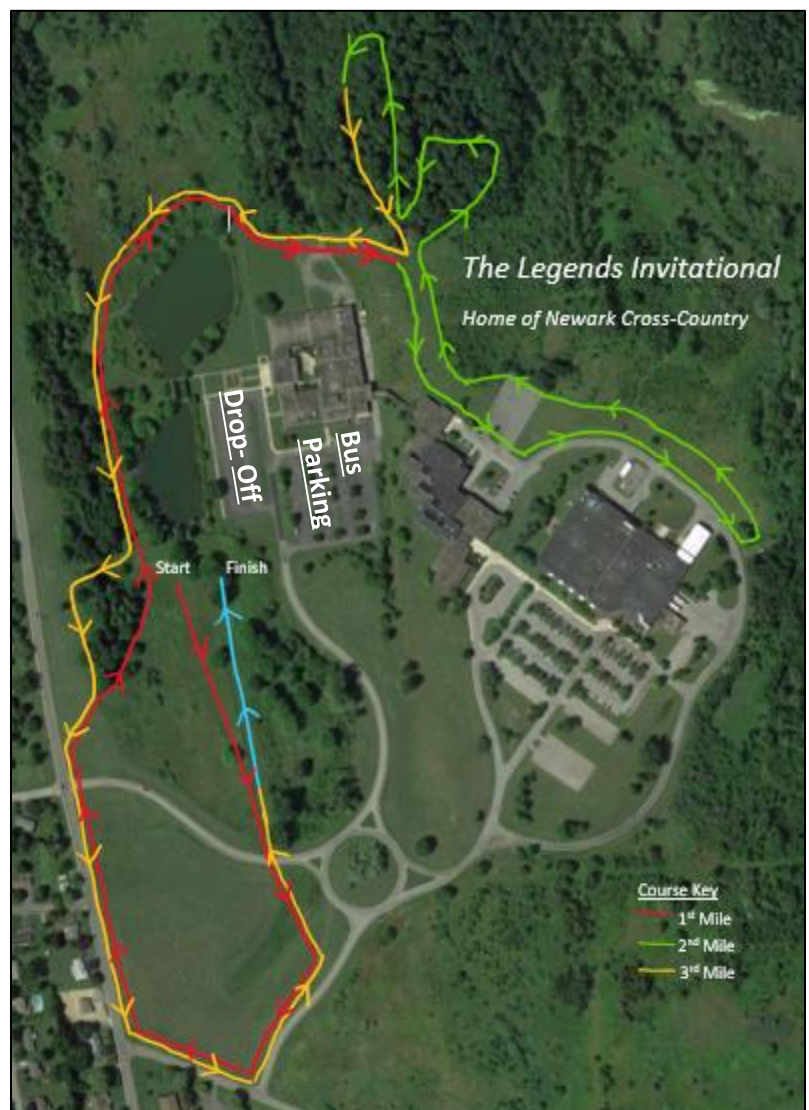 The Legends Invitational
Home of Newark Cross-Country
Drop- Off
Bus
Parking
Start
Finish
Course Key
1st Mile
2nd Mile
3rd Mile